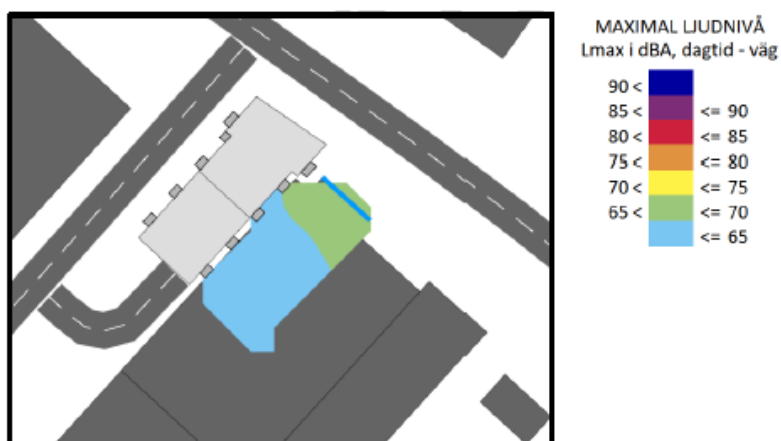 MAXIMAL LJUDNIVÅ
Lmax i dBA, dagtid - väg
90 <
85 < <= 90
80 < <= 85
75 < <= 80
70 < <= 75
65 < <= 70
<= 65